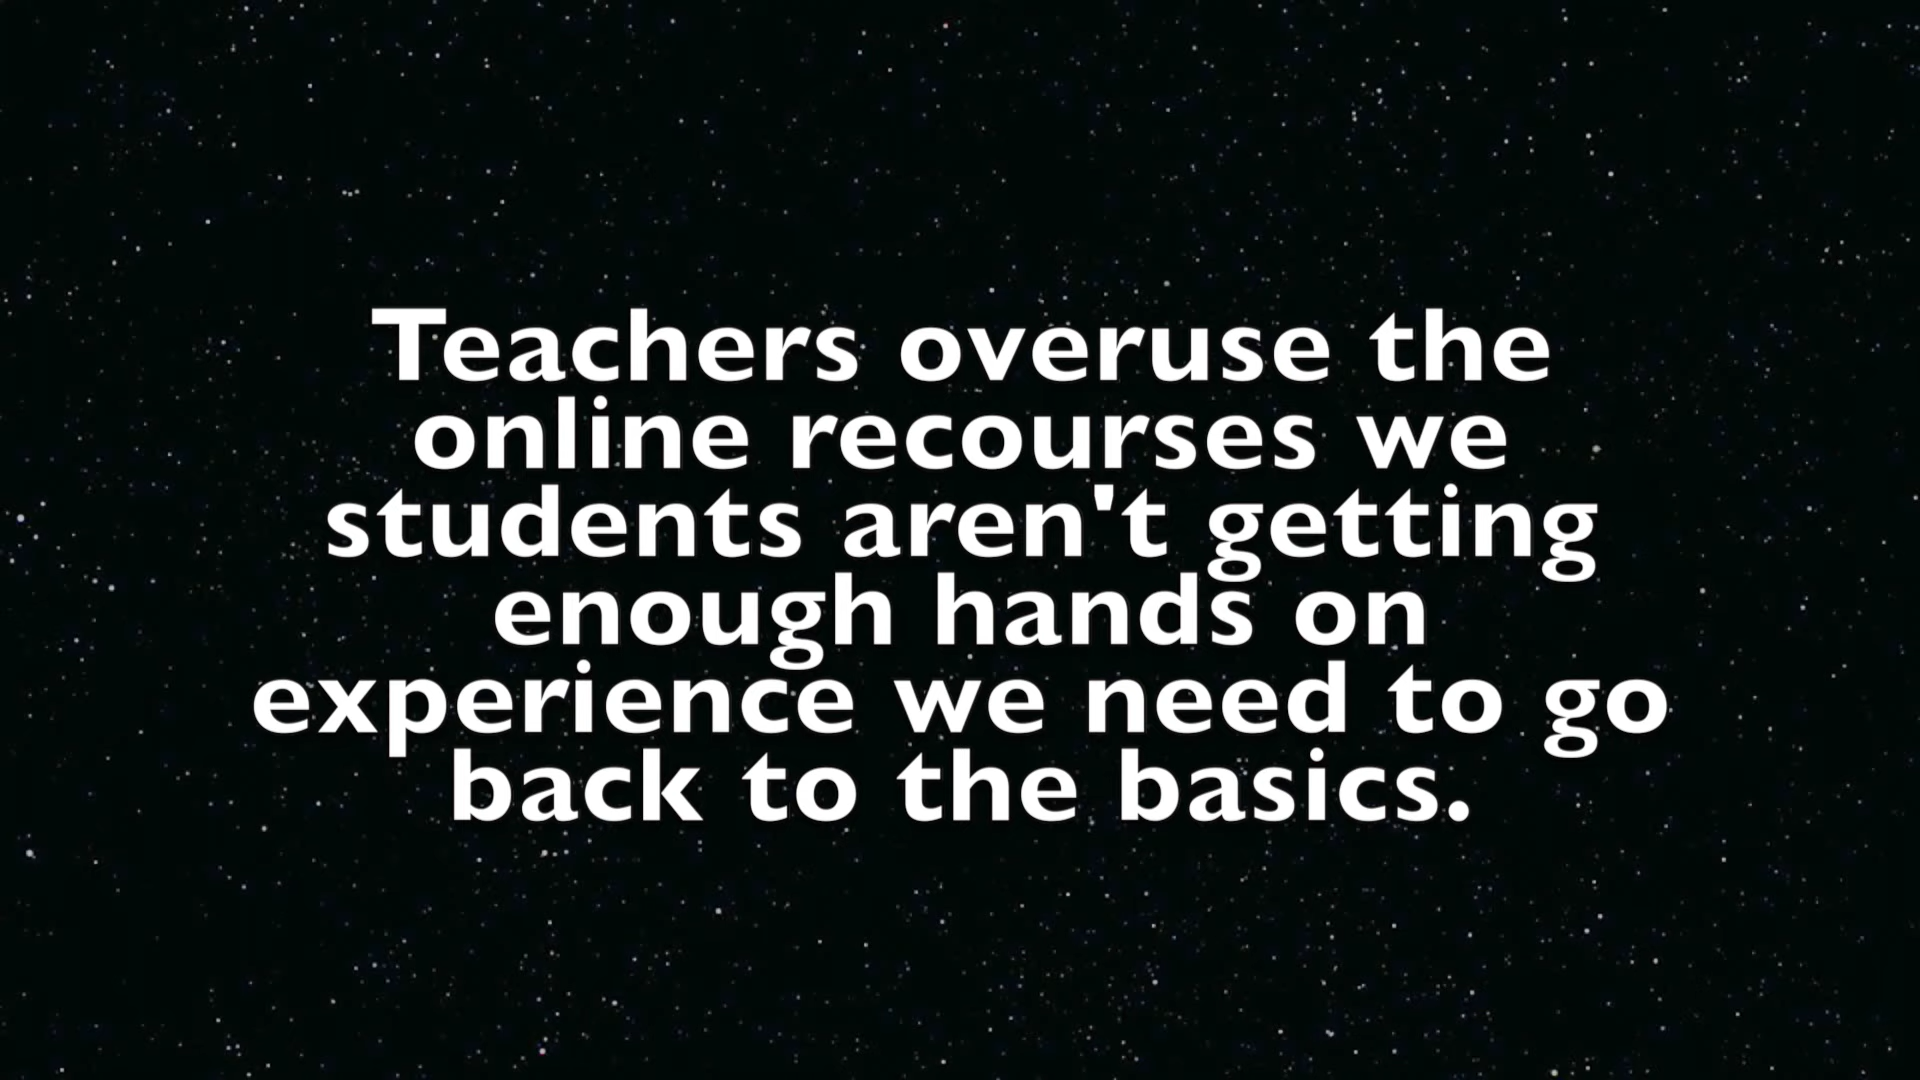 Teachers overuse the
online recourses we
students aren't getting
enough hands on
experience we need to go
back to the basics.